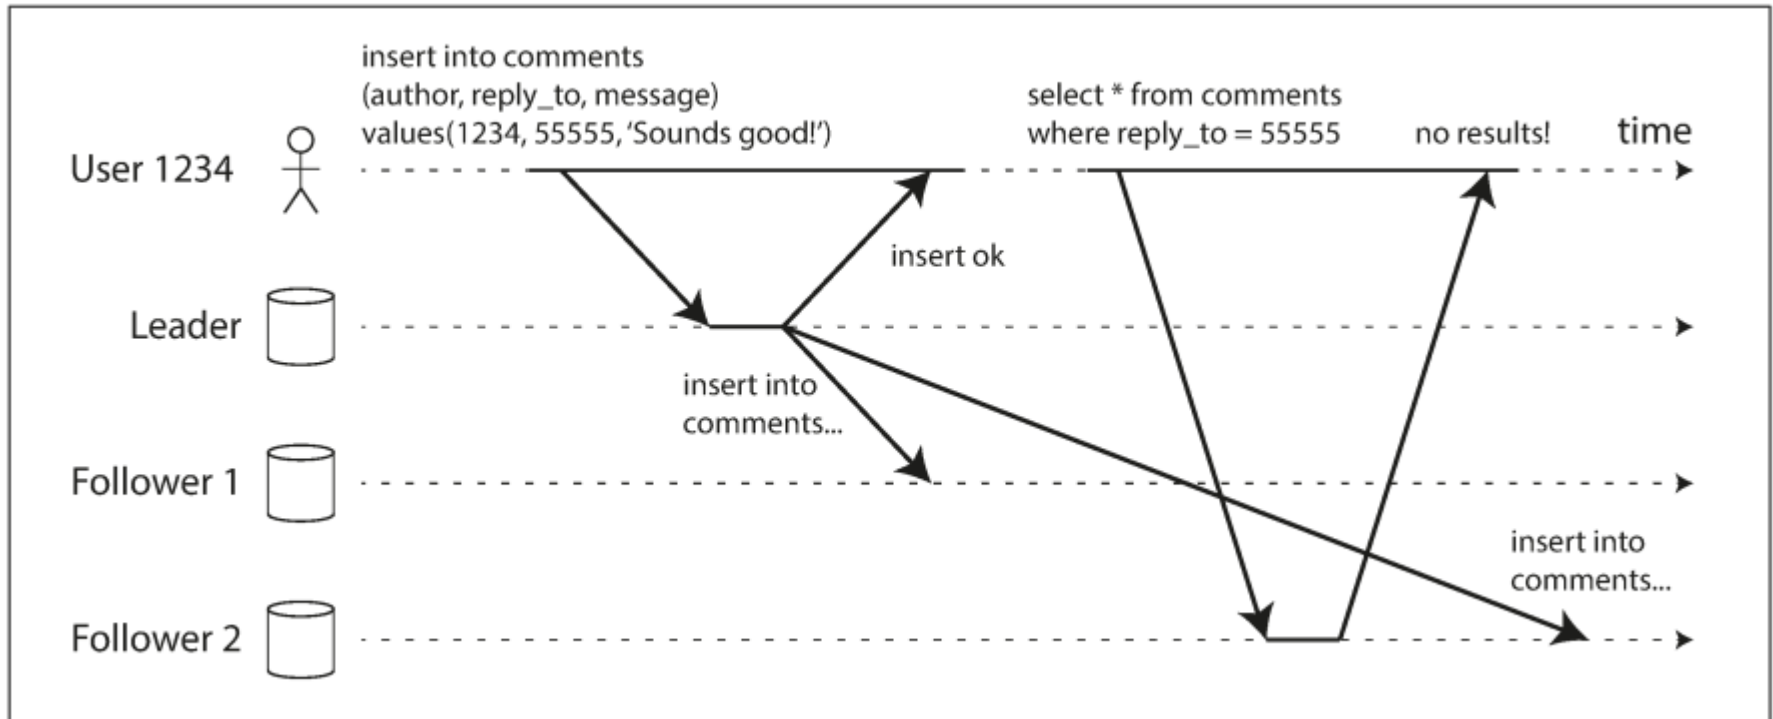 insert into comments
(author, reply_to, message)
values(1234, 55555, ‘Sounds good!’)
select * from comments
where reply_to = 55555
no results!
time
User 1234
insert ok
Leader
insert into
comments...
Follower 1
insert into
comments...
Follower 2